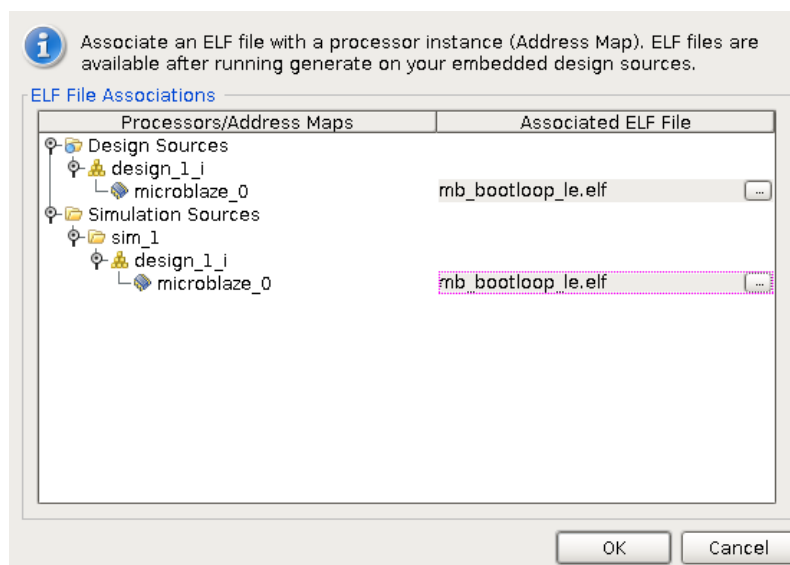 Associate an ELF file with a processor instance (Address Map). ELF files are
available after running generate on your embedded design sources.
ELF File Associations
Processors/Address Maps Associated ELF File
Design Sources
design_1_i
microblaze_0 mb_bootloop_le.elf ...
Simulation Sources
sim_1
design_1_i
microblaze_0 mb_bootloop_le.elf ...
OK Cancel